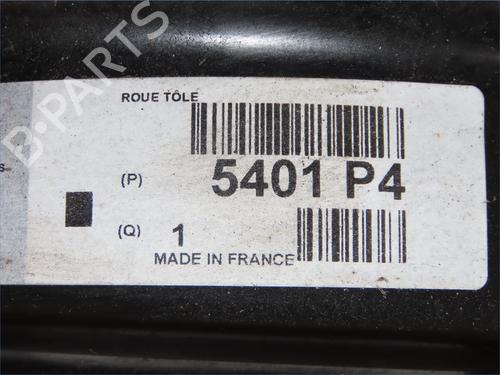 B-PARTS
ROUE TÔLE
(P) 5401 P4
(Q) 1
MADE IN FRANCE